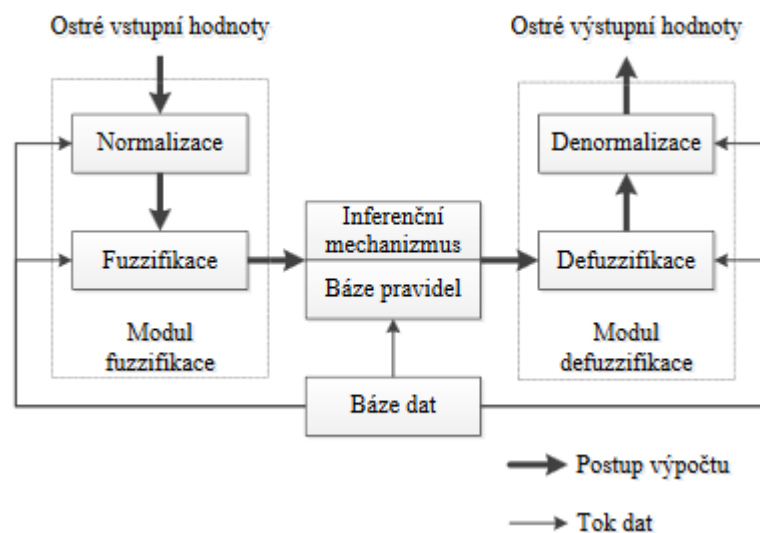 Ostré vstupní hodnoty
Ostré výstupní hodnoty
Normalizace
Denormalizace
Inferenční
mechanizmus
Fuzzifikace
Defuzzifikace
Báze pravidel
Modul
fuzzifikace
Modul
defuzzifikace
Báze dat
Postup výpočtu
Tok dat